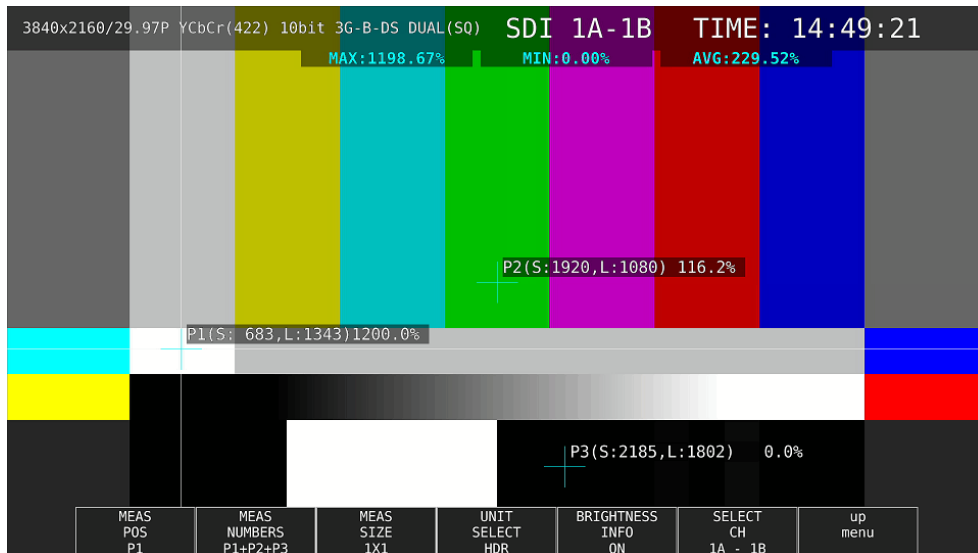 3840x2160/29.97P YCbCr(422) 10bit 3G-B-DS DUAL(SQ) SDI 1A-1B TIME: 14:49:21
MAX:1198.67% MIN:0.00% AVG:229.52%
P2(S:1920,L:1080) 116.2%
P1(S: 683,L:1343)1200.0%
P3(S:2185,L:1802) 0.0%
MEAS MEAS MEAS UNIT BRIGHTNESS SELECT up
POS NUMBERS SIZE SELECT INFO CH menu
P1 P1+P2+P3 1X1 HDR ON 1A - 1B